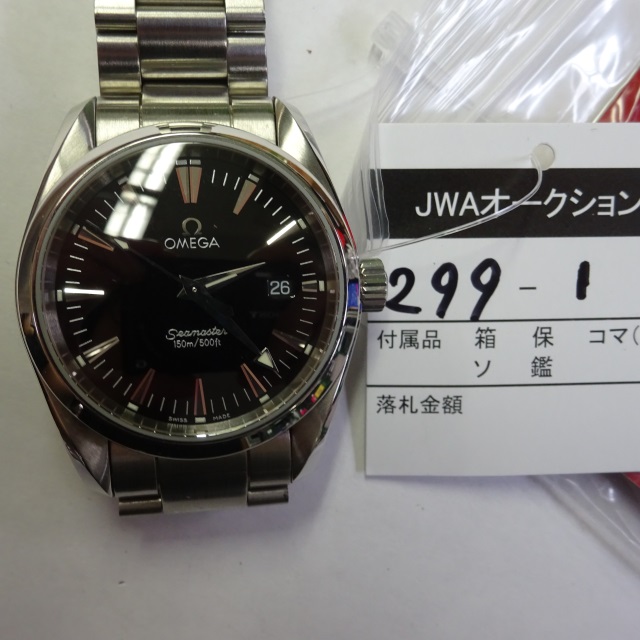 OMEGA
26
Seamaster
150m/500ft
SWISS MADE
JWAオークション
299-1
付属品 箱 保 コマ(
ソ 鑑
落札金額